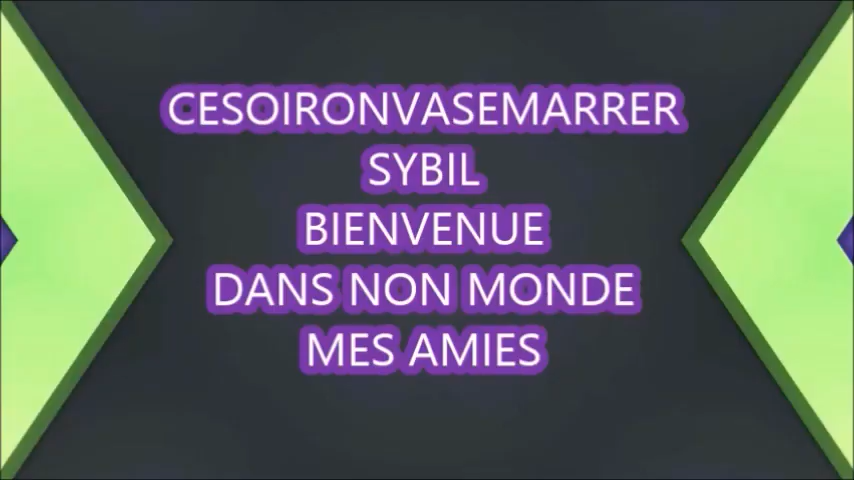 CESOIRONVASEMARRER
SYBIL
BIENVENUE
DANS NON MONDE
MES AMIES